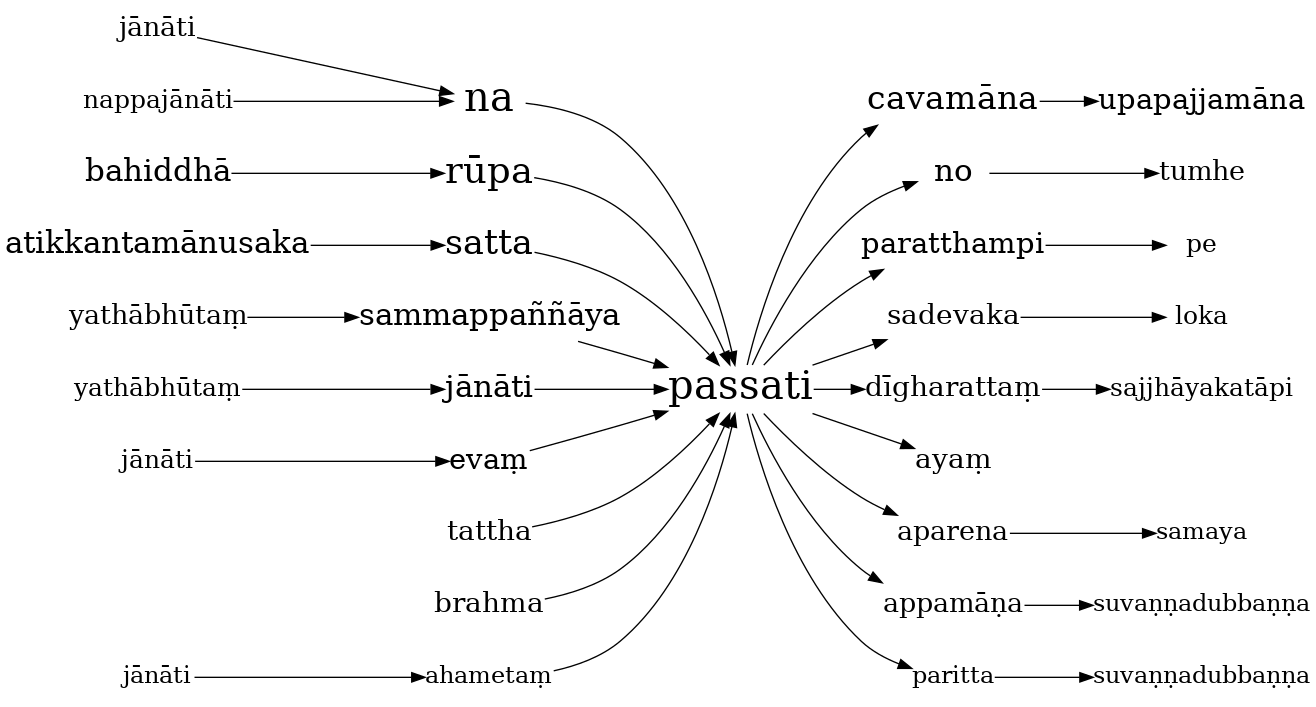 jānāti
nappajānāti na cavamāna upapajjamāna
bahiddhā rūpa no tumhe
atikkantamānusaka satta paratthampi pe
yathābhūtaṃ sammappaññāya sadevaka loka
yathābhūtaṃ jānāti passati dīgharattaṃ sajjhāyakatāpi
jānāti evaṃ ayaṃ
tattha aparena samaya
brahma appamāṇa suvaṇṇadubbaṇṇa
jānāti ahametaṃ paritta suvaṇṇadubbaṇṇa